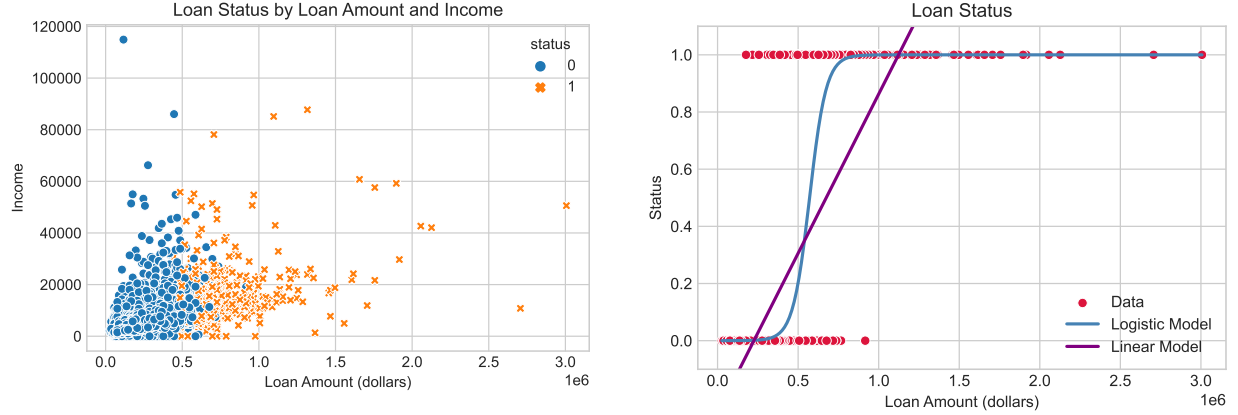 Loan Status by Loan Amount and Income
120000
100000
80000
60000
40000
20000
0
Income
status
0
1
0.0 0.5 1.0 1.5 2.0 2.5 3.0
1e6
Loan Amount (dollars)
Loan Status
1.0
0.8
0.6
0.4
0.2
0.0
Status
Data
Logistic Model
Linear Model
0.0 0.5 1.0 1.5 2.0 2.5 3.0
1e6
Loan Amount (dollars)